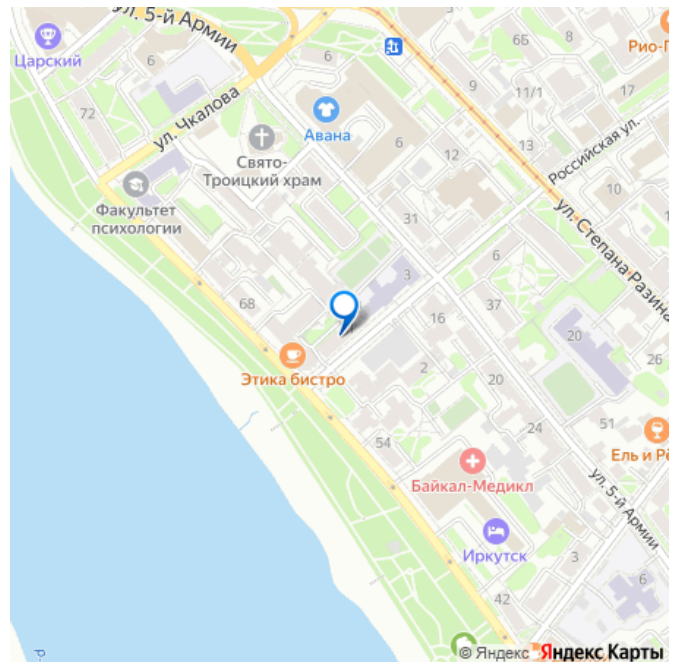 ул. 5-й Армии
Царский
6
72
ул. Чкалова
6
Авана
Свято-
Троицкий храм
Факультет
психологии
6Б
8
Рио-Г
9
11/1
17
6
12
13
Российская ул.
10
31
ул. Степана Разина
6
3
68
37
16
20
Этика бистро
2
26
20
51
24
Ель и Рё
54
Байкал-Медикл
ул. 5-й Армии
Иркутск
3
6
42
р-
© Яндекс Яндекс Карты